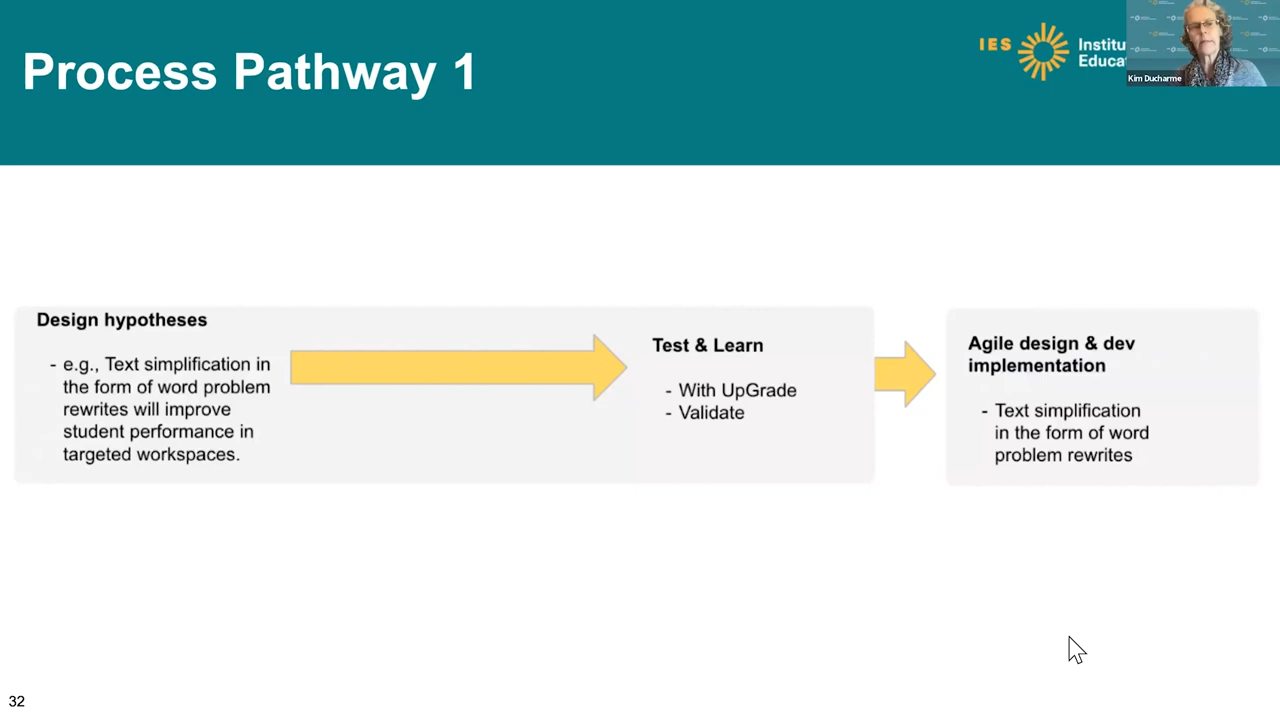 Process Pathway 1
IES
Institu
Educa
Kim Ducharme
Design hypotheses
- e.g., Text simplification in
the form of word problem
rewrites will improve
student performance in
targeted workspaces.
Test & Learn
- With UpGrade
- Validate
Agile design & dev
implementation
- Text simplification
in the form of word
problem rewrites
32